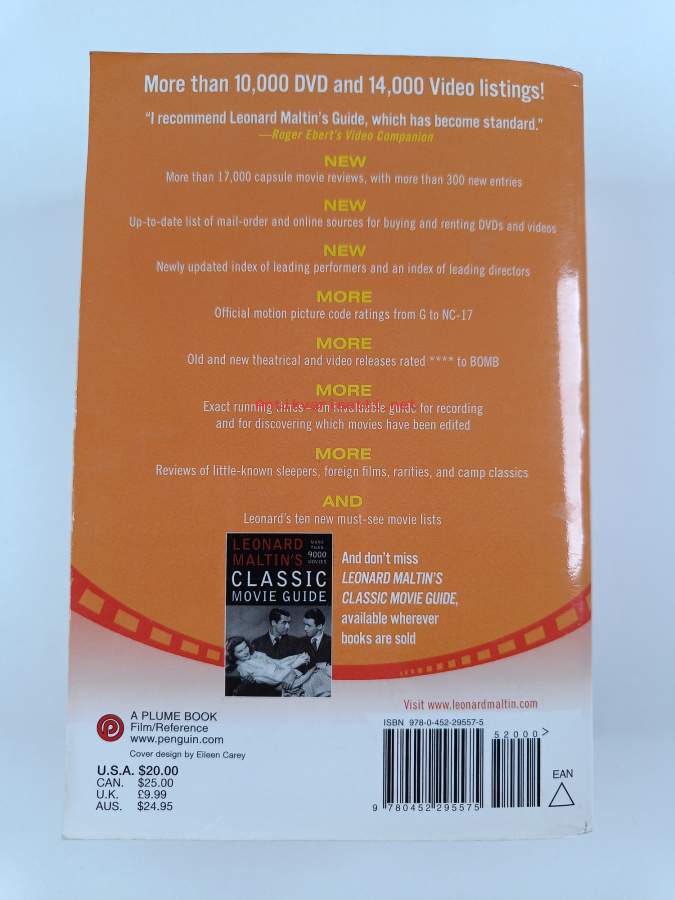 More than 10,000 DVD and 14,000 Video listings!
"I recommend Leonard Maltin's Guide, which has become standard."
—Roger Ebert's Video Companion
NEW
More than 17,000 capsule movie reviews, with more than 300 new entries
NEW
Up-to-date list of mail-order and online sources for buying and renting DVDs and videos
NEW
Newly updated index of leading performers and an index of leading directors
MORE
Official motion picture code ratings from G to NC-17
MORE
Old and new theatrical and video releases rated **** to BOMB
MORE
Exact running times—an invaluable guide for recording
and for discovering which movies have been edited
MORE
Reviews of little-known sleepers, foreign films, rarities, and camp classics
AND
Leonard's ten new must-see movie lists
LEONARD
MALTIN'S
MORE
THAN
9000
MOVIES
CLASSIC
MOVIE GUIDE
And don't miss
LEONARD MALTIN'S
CLASSIC MOVIE GUIDE,
available wherever
books are sold
Visit www.leonardmaltin.com
A PLUME BOOK
Film/Reference
www.penguin.com
Cover design by Eileen Carey
U.S.A. $20.00
CAN. $25.00
U.K. £9.99
AUS. $24.95
ISBN 978-0-452-29557-5
52000>
9 780452 295575
EAN